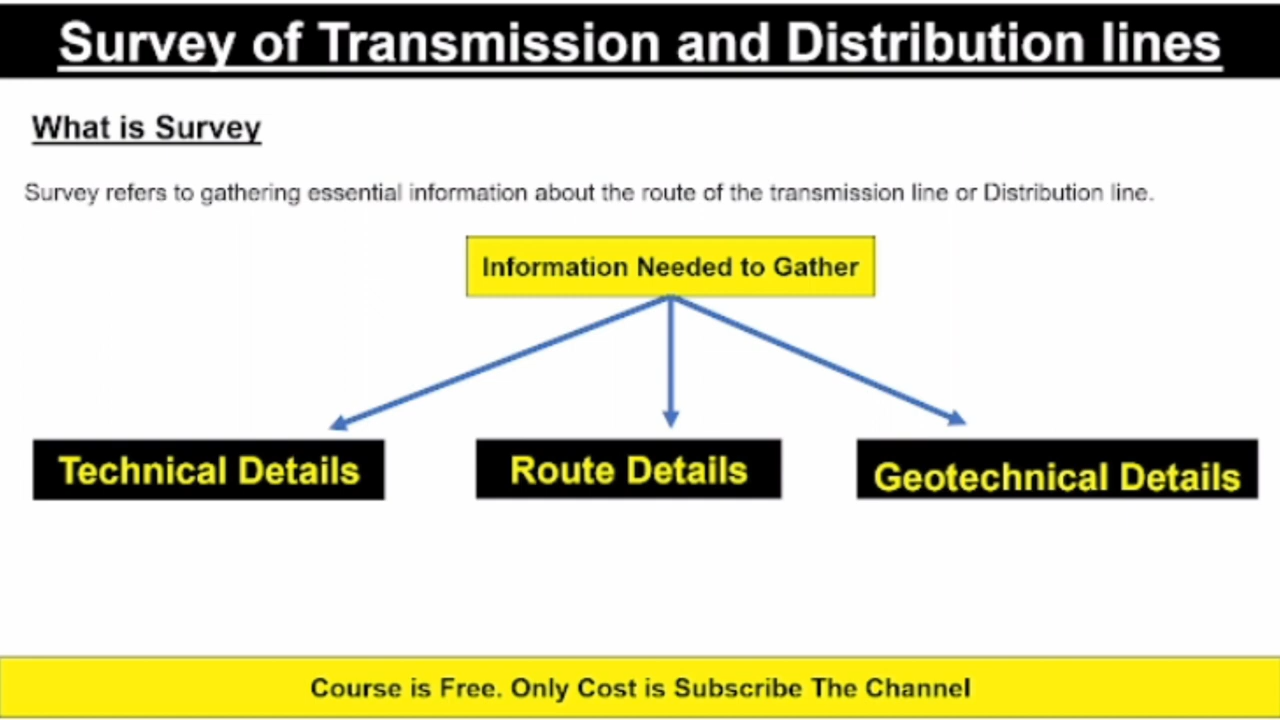 Survey of Transmission and Distribution lines
What is Survey
Survey refers to gathering essential information about the route of the transmission line or Distribution line.
Information Needed to Gather
Technical Details
Route Details
Geotechnical Details
Course is Free. Only Cost is Subscribe The Channel